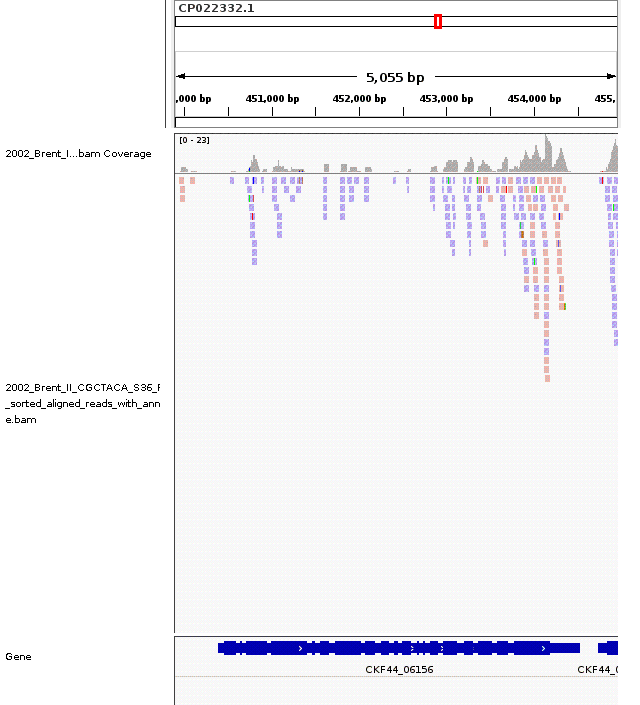 CP022332.1
5,055 bp
,000 bp 451,000 bp 452,000 bp 453,000 bp 454,000 bp 455,
[0 - 23]
2002_Brent_I...bam Coverage
2002_Brent_II_CGCTACA_S36_F
_sorted_aligned_reads_with_ann
e.bam
Gene
CKF44_06156
CKF44_0